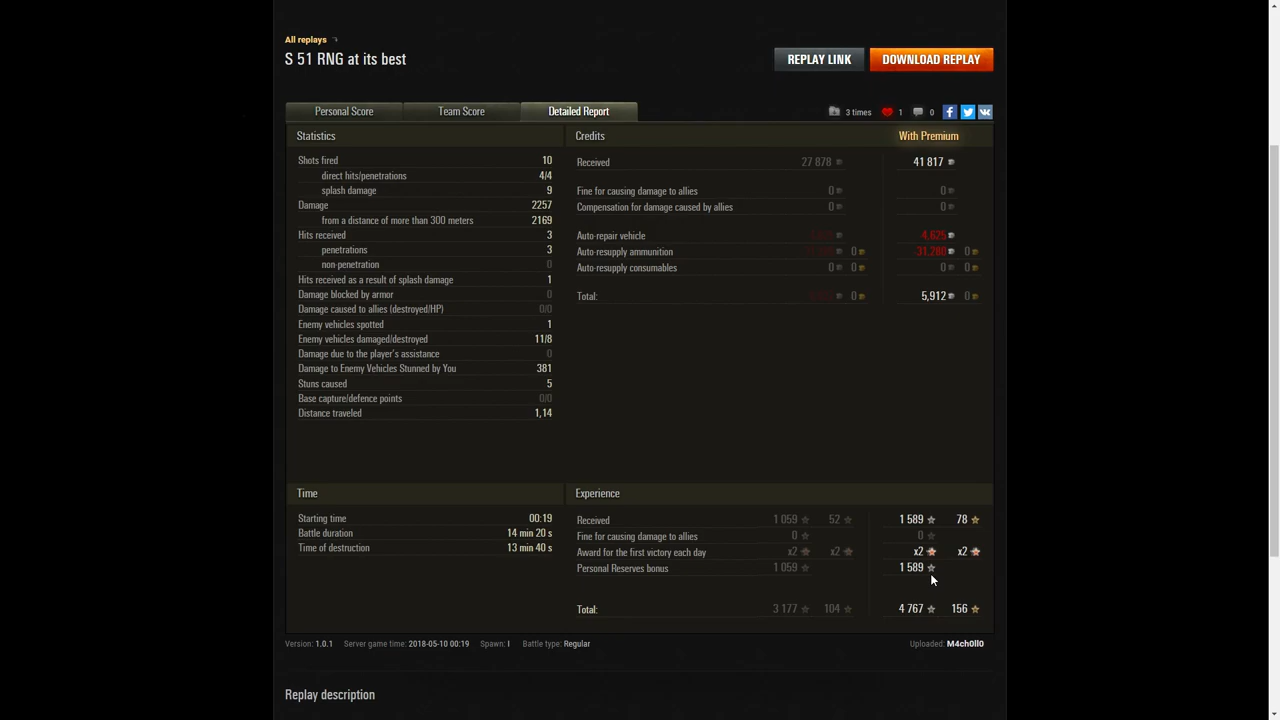 All replays
S 51 RNG at its best
REPLAY LINK
DOWNLOAD REPLAY
Personal Score
Team Score
Detailed Report
3 times
1
0
Statistics
Shots fired 10
direct hits/penetrations 4/4
splash damage 9
Damage 2257
from a distance of more than 300 meters 2169
Hits received 3
penetrations 3
non-penetration 0
Hits received as a result of splash damage 1
Damage blocked by armor 0
Damage caused to allies (destroyed/HP) 0/0
Enemy vehicles spotted 1
Enemy vehicles damaged/destroyed 11/8
Damage due to the player's assistance 0
Damage to Enemy Vehicles Stunned by You 381
Stuns caused 5
Base capture/defence points 0/0
Distance traveled 1,14
Credits With Premium
Received 27 878 41 817
Fine for causing damage to allies 0 0
Compensation for damage caused by allies 0 0
Auto-repair vehicle -4,625
Auto-resupply ammunition 0 -31,280 0
Auto-resupply consumables 0 0 0 0
Total: 0 5,912 0
Time
Starting time 00:19
Battle duration 14 min 20 s
Time of destruction 13 min 40 s
Experience
Received 1 059 52 1 589 78
Fine for causing damage to allies 0 0
Award for the first victory each day x2 x2 x2 x2
Personal Reserves bonus 1 059 1 589
Total: 3 177 104 4 767 156
Version: 1.0.1 Server game time: 2018-05-10 00:19 Spawn: I Battle type: Regular Uploaded: M4ch0ll0
Replay description